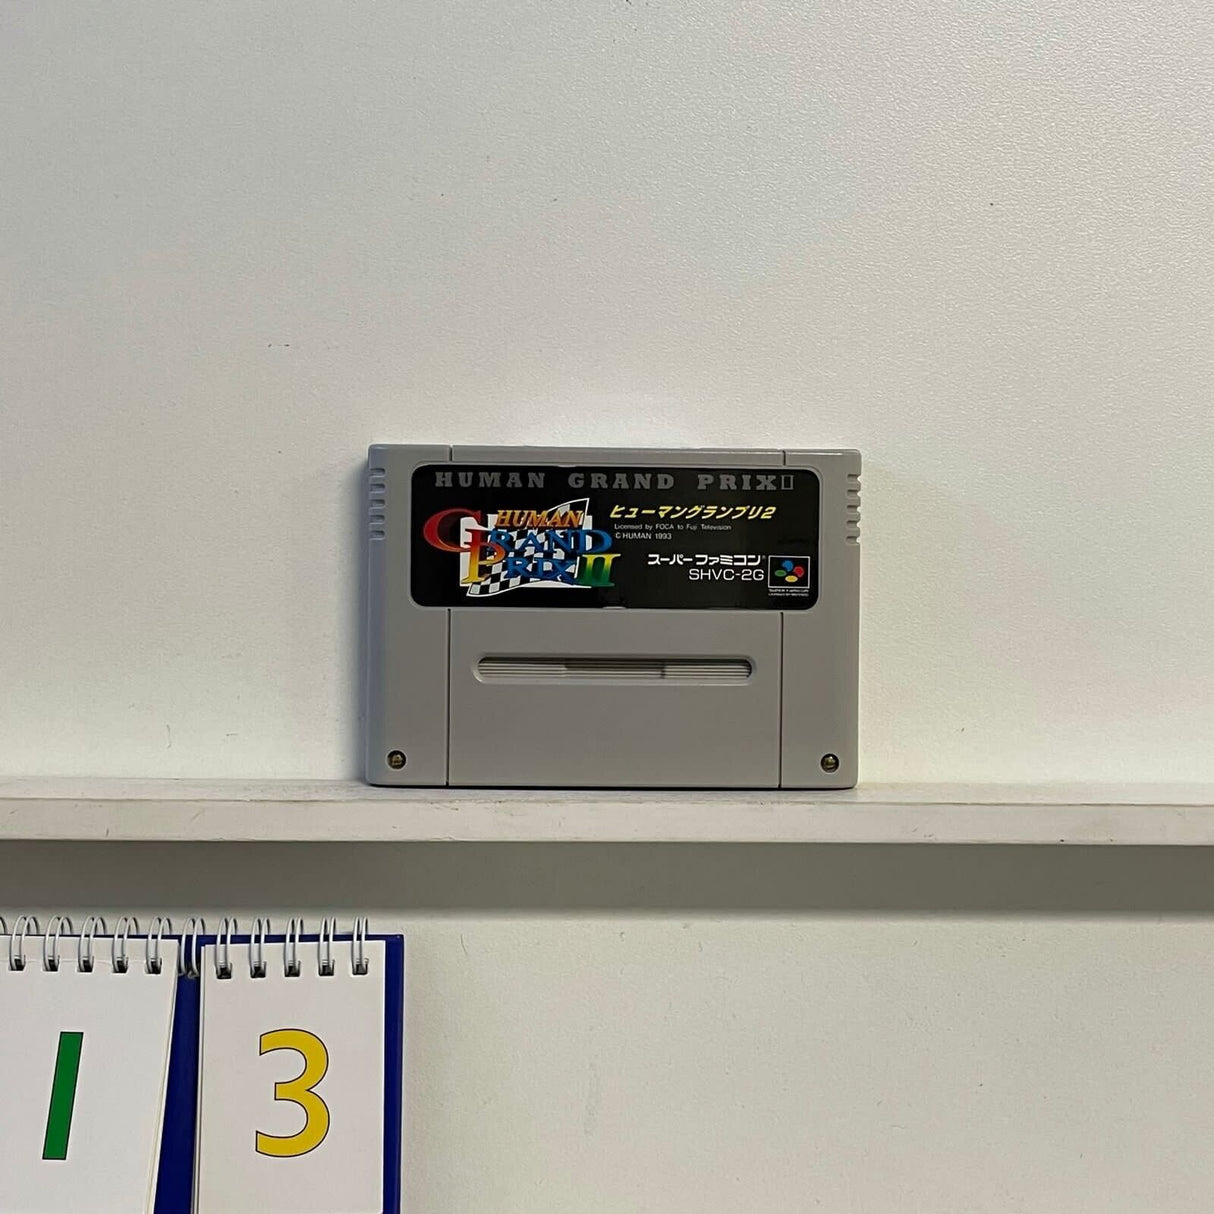 HUMAN GRAND PRIX II
HUMAN
GRAND
PRIX II
ヒューマングランプリ2
Licensed by FOCA to Fuji Television
© HUMAN 1993
スーパーファミコン®
SHVC-2G
1 3